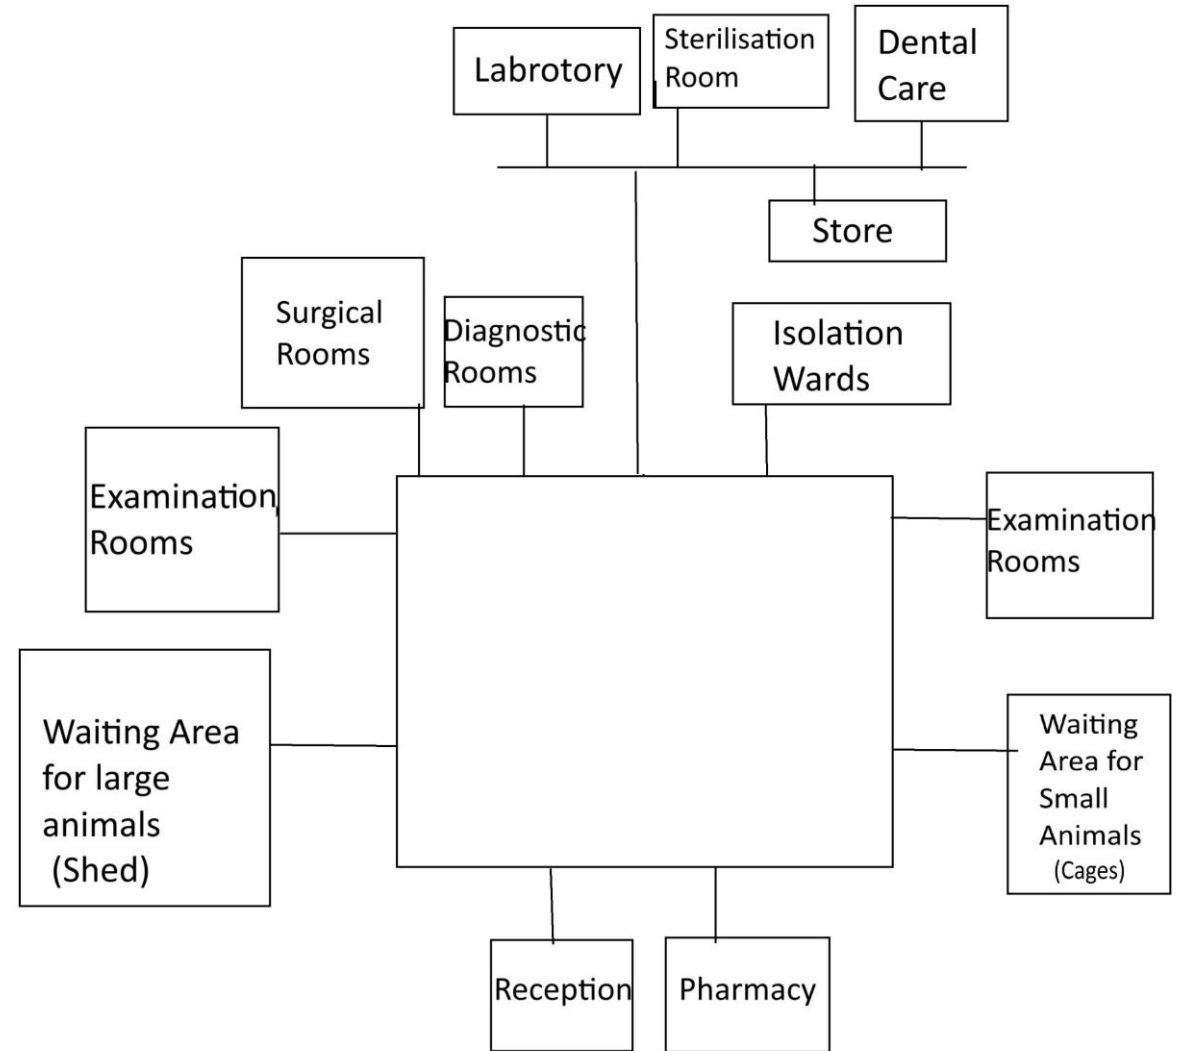 Labrotory
Sterilisation
Room
Dental
Care
Store
Surgical
Rooms
Diagnostic
Rooms
Isolation
Wards
Examination
Rooms
Examination
Rooms
Waiting Area
for large
animals
(Shed)
Waiting
Area for
Small
Animals
(Cages)
Reception
Pharmacy